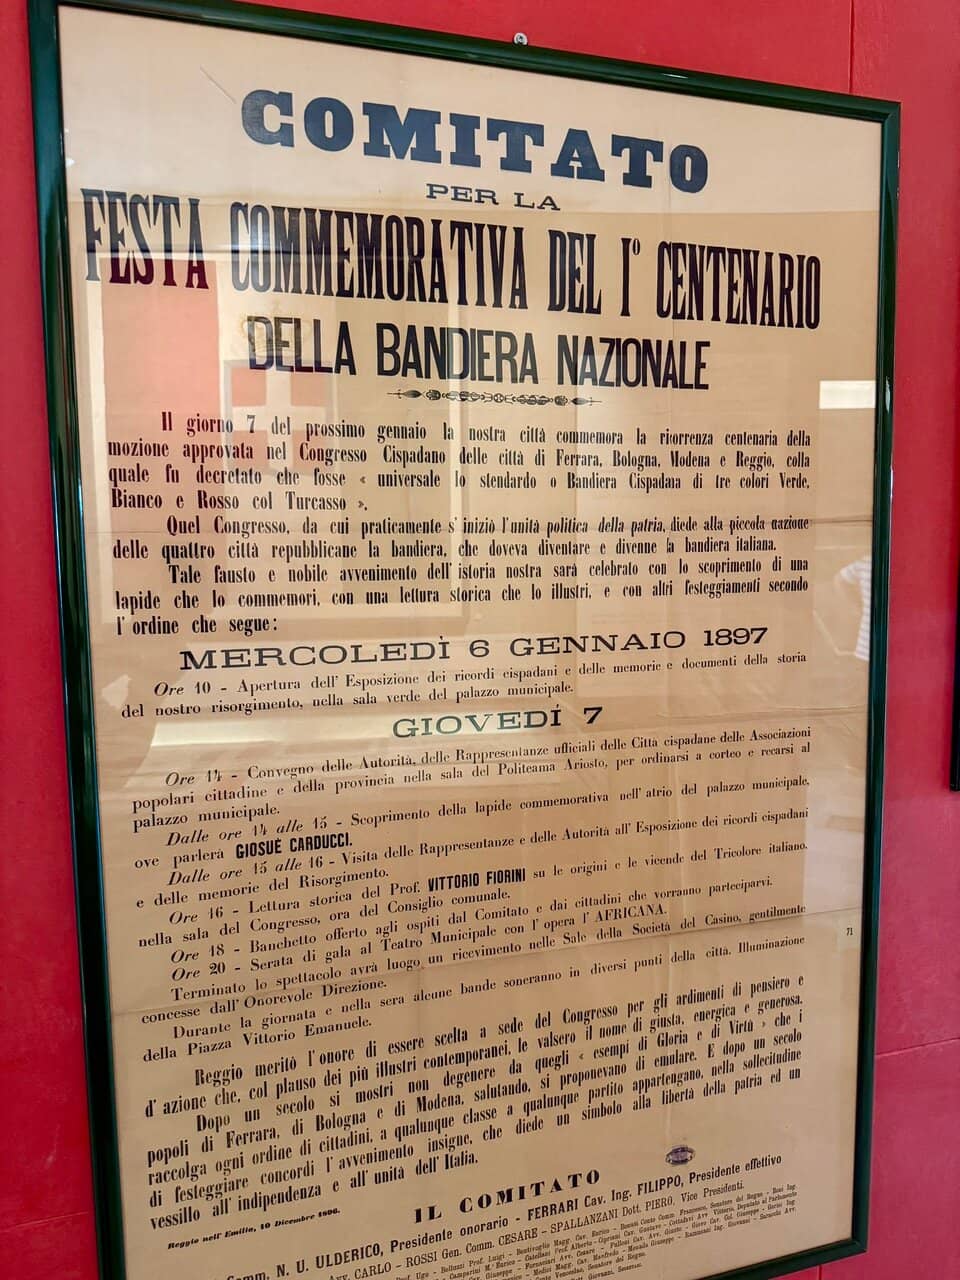 COMITATO
PER LA
FESTA COMMEMORATIVA DEL I° CENTENARIO
DELLA BANDIERA NAZIONALE
Il giorno 7 del prossimo gennaio la nostra città commemora la ricorrenza centenaria della
mozione approvata nel Congresso Cispadano delle città di Ferrara, Bologna, Modena e Reggio, colla
quale fu decretato che fosse « universale lo stendardo o Bandiera Cispadana di tre colori Verde,
Bianco e Rosso col Turcasso ».
Quel Congresso, da cui praticamente s'iniziò l'unità politica della patria, diede alla piccola nazione
delle quattro città repubblicane la bandiera, che doveva diventare e divenne la bandiera italiana.
Tale fausto e nobile avvenimento dell'istoria nostra sarà celebrato con lo scoprimento di una
lapide che lo commemori, con una lettura storica che lo illustri, e con altri festeggiamenti secondo
l'ordine che segue:
MERCOLEDÌ 6 GENNAIO 1897
Ore 10 - Apertura dell'Esposizione dei ricordi cispadani e delle memorie e documenti della storia
del nostro risorgimento, nella sala verde del palazzo municipale.
GIOVEDÌ 7
Ore 14 - Convegno delle Autorità, delle Rappresentanze ufficiali delle Città cispadane delle Associazioni
popolari cittadine e della provincia nella sala del Politeama Ariosto, per ordinarsi a corteo e recarsi al
palazzo municipale.
Dalle ore 14 alle 15 - Scoprimento della lapide commemorativa nell'atrio del palazzo municipale,
ove parlerà GIOSUÈ CARDUCCI.
Dalle ore 15 alle 16 - Visita delle Rappresentanze e delle Autorità all'Esposizione dei ricordi cispadani
e delle memorie del Risorgimento.
Ore 16 - Lettura storica del Prof. VITTORIO FIORINI su le origini e le vicende del Tricolore italiano,
nella sala del Congresso, ora del Consiglio comunale.
Ore 18 - Banchetto offerto agli ospiti dal Comitato e dai cittadini che vorranno parteciparvi.
Ore 20 - Serata di gala al Teatro Municipale con l'opera l'AFRICANA.
Terminato lo spettacolo avrà luogo un ricevimento nelle Sale della Società del Casino, gentilmente
concesse dall'Onorevole Direzione.
Durante la giornata e nella sera alcune bande soneranno in diversi punti della città. Illuminazione
della Piazza Vittorio Emanuele.
71
Reggio meritò l'onore di essere scelta a sede del Congresso per gli ardimenti di pensiero e
d'azione che, col plauso dei più illustri contemporanei, le valsero il nome di giusta, energica e generosa.
Dopo un secolo si mostri non degenere da quegli « esempi di Gloria e di Virtù » che i
popoli di Ferrara, di Bologna e di Modena, salutando, si proponevano di emulare. E dopo un secolo
raccolga ogni ordine di cittadini, a qualunque classe a qualunque partito appartengano, nella sollecitudine
di festeggiare concordi l'avvenimento insigne, che diede un simbolo alla libertà della patria ed un
vessillo all'indipendenza e all'unità dell'Italia.
Reggio nell'Emilia, 10 Dicembre 1896.
IL COMITATO
Comm. N. U. ULDERICO, Presidente onorario - FERRARI Cav. Ing. FILIPPO, Presidente effettivo
Avv. CARLO - ROSSI Gen. Comm. CESARE - SPALLANZANI Dott. PIERO, Vice Presidenti.